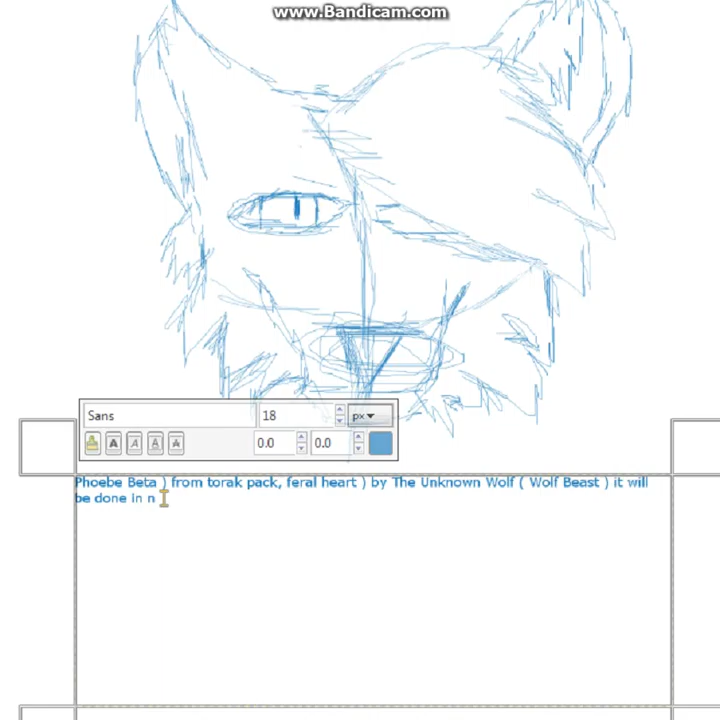 www.Bandicam.com
Sans
18
px
A A A A
0.0
0.0
Phoebe Beta ) from torak pack, feral heart ) by The Unknown Wolf ( Wolf Beast ) it will
be done in n